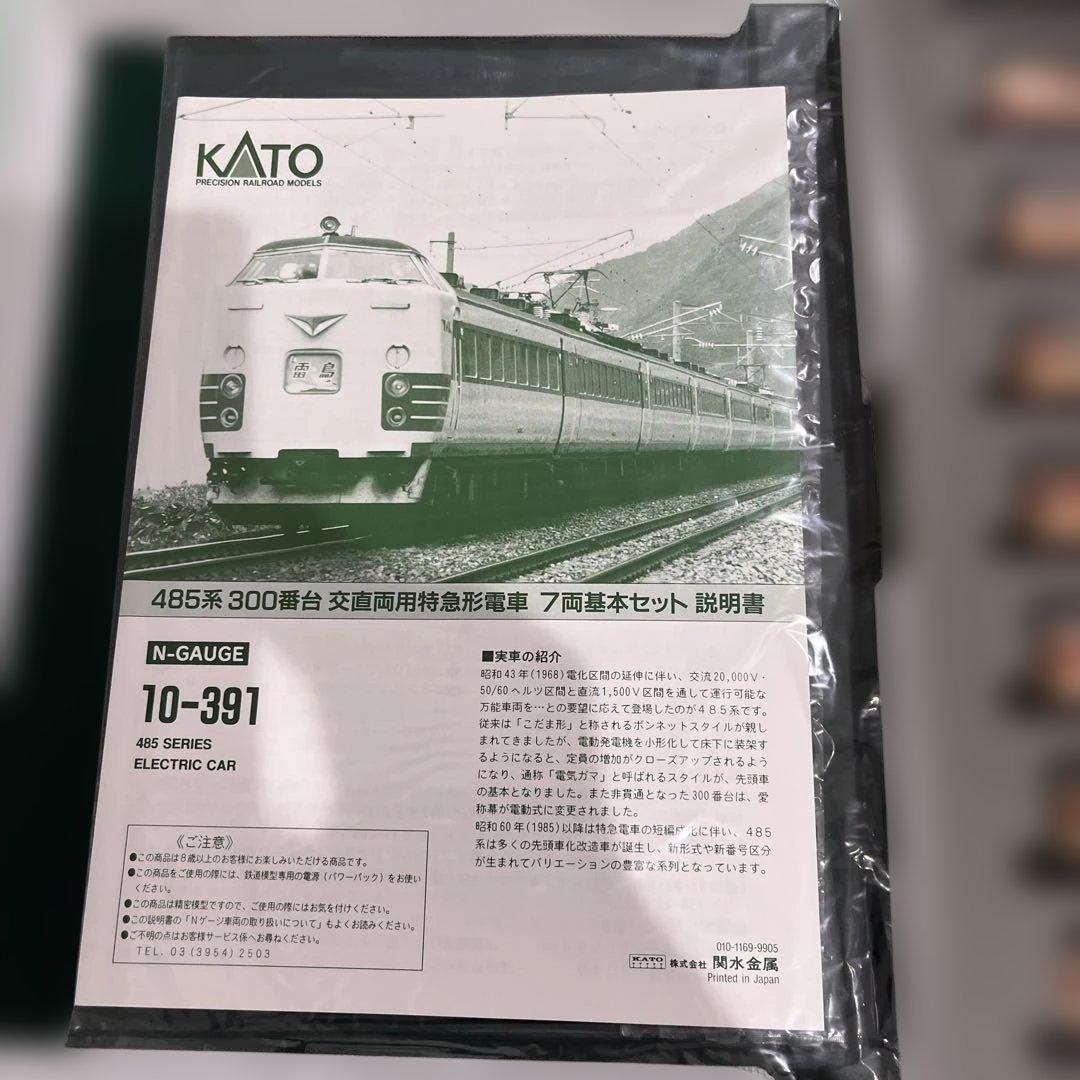 KATO
PRECISION RAILROAD MODELS
雷鳥
485系 300番台 交直両用特急形電車 7両基本セット 説明書
N-GAUGE
10-391
485 SERIES
ELECTRIC CAR
■実車の紹介
昭和43年(1968)電化区間の延伸に伴い、交流20,000V・
50/60ヘルツ区間と直流1,500V区間を通して運行可能な
万能車両を…との要望に応えて登場したのが485系です。
従来は「こだま形」と称されるボンネットスタイルが親し
まれてきましたが、電動発電機を小形化して床下に装架す
るようになると、定員の増加がクローズアップされるよう
になり、通称「電気ガマ」と呼ばれるスタイルが、先頭車
の基本となりました。また非貫通となった300番台は、愛
称幕が電動式に変更されました。
昭和60年(1985)以降は特急電車の短編成化に伴い、485
系は多くの先頭車化改造車が誕生し、新形式や新番号区分
が生まれてバリエーションの豊富な系列となっています。
《ご注意》
●この商品は8歳以上のお客様にお楽しみいただける商品です。
●この商品をご使用の際には、鉄道模型専用の電源(パワーパック)をお使い
ください。
●この商品は精密模型ですので、ご使用の際にはお気を付けください。
●この説明書の「Nゲージ車両の取り扱いについて」もよくお読みください。
●ご不明の点はお客様サービス係へお尋ねください。
TEL. 03(3954)2503
010-1169-9905
KATO 株式会社 関水金属
Printed in Japan